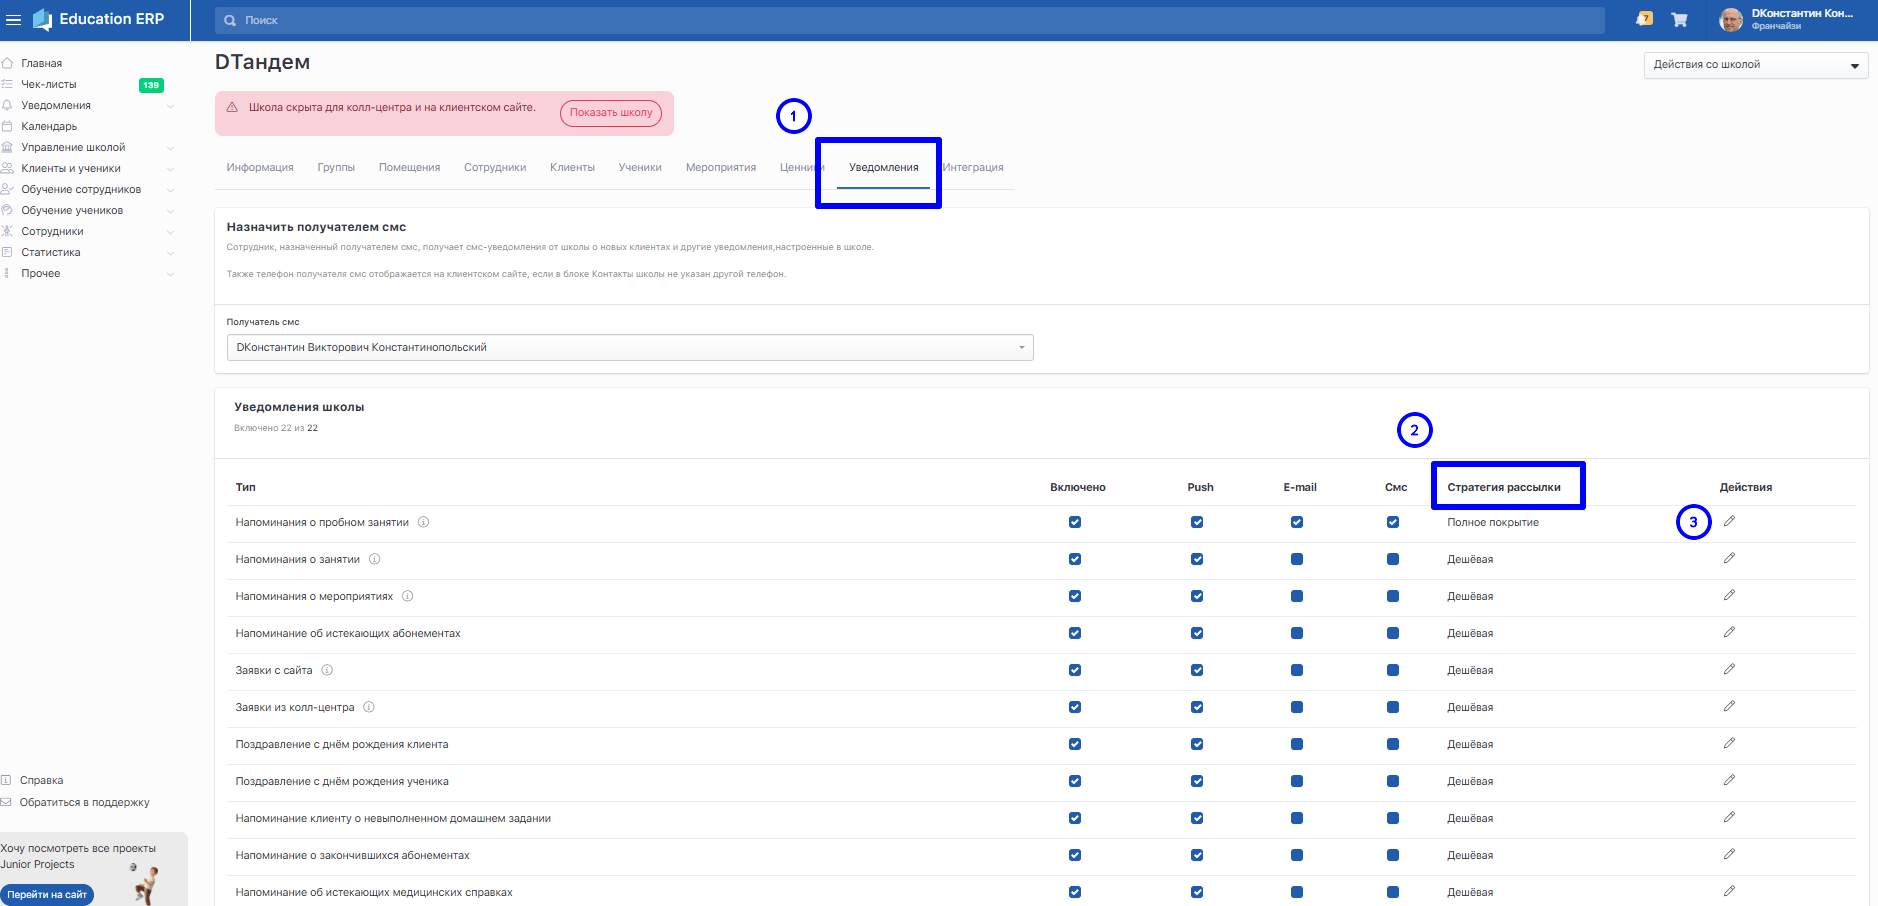 Education ERP
Поиск
7
DКонстантин Кон...
Франчайзи
Главная
Чек-листы
139
Уведомления
Календарь
Управление школой
Клиенты и ученики
Обучение сотрудников
Обучение учеников
Сотрудники
Статистика
Прочее
Справка
Обратиться в поддержку
Хочу посмотреть все проекты
Junior Projects
Перейти на сайт
DТандем
Действия со школой
Школа скрыта для колл-центра и на клиентском сайте.
Показать школу
1
Информация Группы Помещения Сотрудники Клиенты Ученики Мероприятия Ценники Уведомления Интеграция
Назначить получателем смс
Сотрудник, назначенный получателем смс, получает смс-уведомления от школы о новых клиентах и другие уведомления,настроенные в школе.
Также телефон получателя смс отображается на клиентском сайте, если в блоке Контакты школы не указан другой телефон.
Получатель смс
DКонстантин Викторович Константинопольский
Уведомления школы
Включено 22 из 22
2
Тип Включено Push E-mail Смс Стратегия рассылки Действия
Напоминания о пробном занятии Полное покрытие 3
Напоминания о занятии Дешёвая
Напоминания о мероприятиях Дешёвая
Напоминание об истекающих абонементах Дешёвая
Заявки с сайта Дешёвая
Заявки из колл-центра Дешёвая
Поздравление с днём рождения клиента Дешёвая
Поздравление с днём рождения ученика Дешёвая
Напоминание клиенту о невыполненном домашнем задании Дешёвая
Напоминание о закончившихся абонементах Дешёвая
Напоминание об истекающих медицинских справках Дешёвая